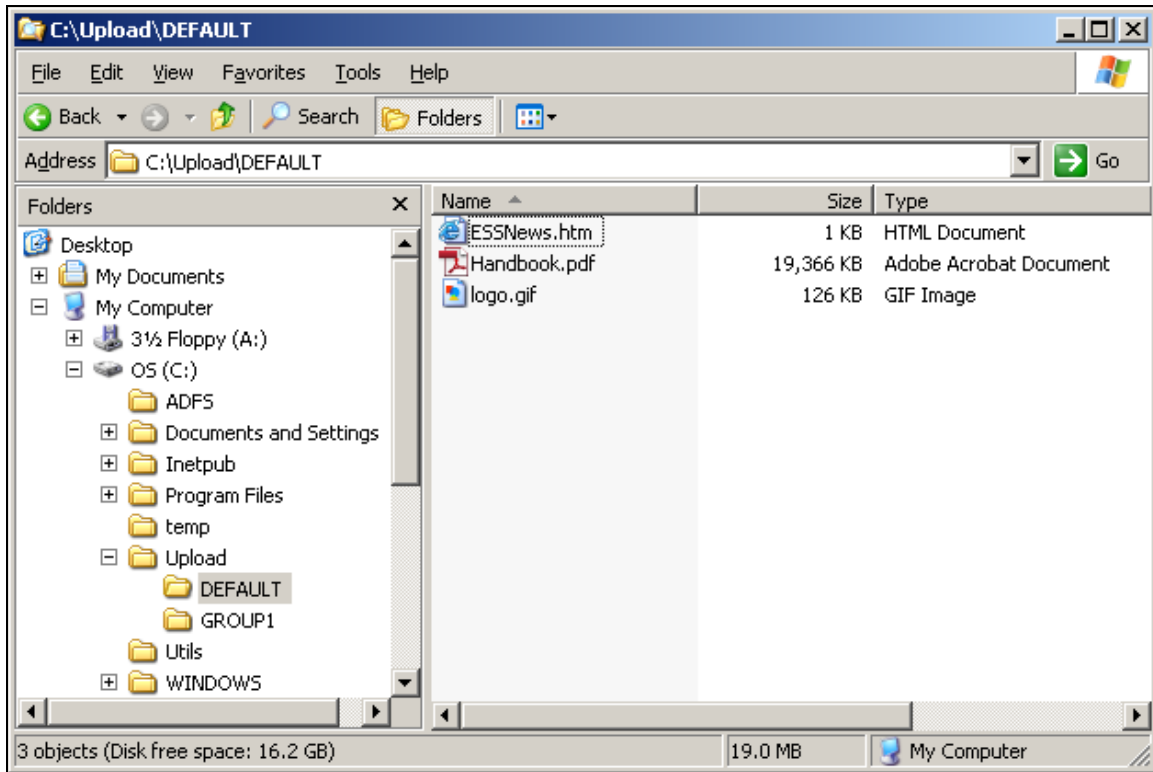 C:\Upload\DEFAULT
File Edit View Favorites Tools Help
Back Search Folders
Address C:\Upload\DEFAULT Go
Folders
Desktop
My Documents
My Computer
3½ Floppy (A:)
OS (C:)
ADFS
Documents and Settings
Inetpub
Program Files
temp
Upload
DEFAULT
GROUP1
Utils
WINDOWS
Name Size Type
ESSNews.htm 1 KB HTML Document
Handbook.pdf 19,366 KB Adobe Acrobat Document
logo.gif 126 KB GIF Image
3 objects (Disk free space: 16.2 GB) 19.0 MB My Computer